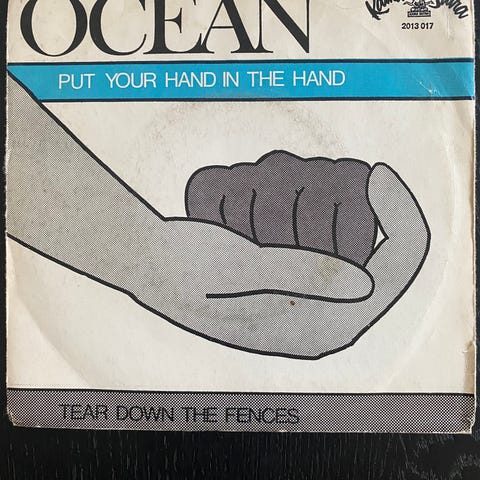 OCEAN
2013 017
PUT YOUR HAND IN THE HAND
TEAR DOWN THE FENCES